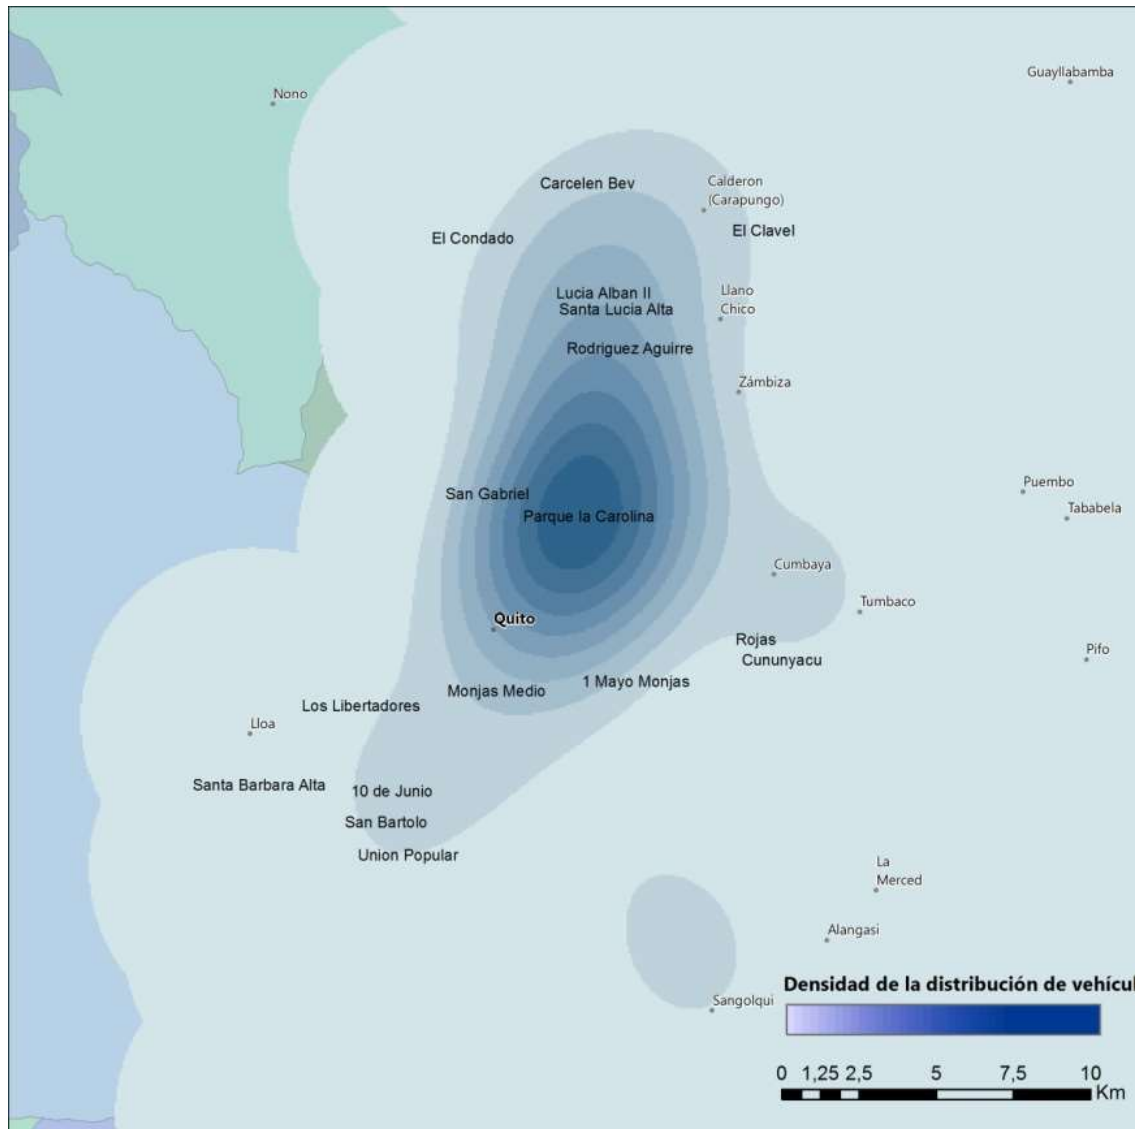 Guayllabamba
Nono
Carcelen Bev
Calderon
(Carapungo)
El Clavel
El Condado
Llano
Chico
Lucia Alban II
Santa Lucia Alta
Rodriguez Aguirre
Zámbiza
Puembo
San Gabriel
Tababela
Parque la Carolina
Cumbaya
Tumbaco
Quito
Rojas
Cununyacu
Pifo
1 Mayo Monjas
Monjas Medio
Los Libertadores
Lloa
Santa Barbara Alta
10 de Junio
San Bartolo
Union Popular
La
Merced
Alangasi
Sangolqui
Densidad de la distribución de vehícul
0 1,25 2,5 5 7,5 10
Km